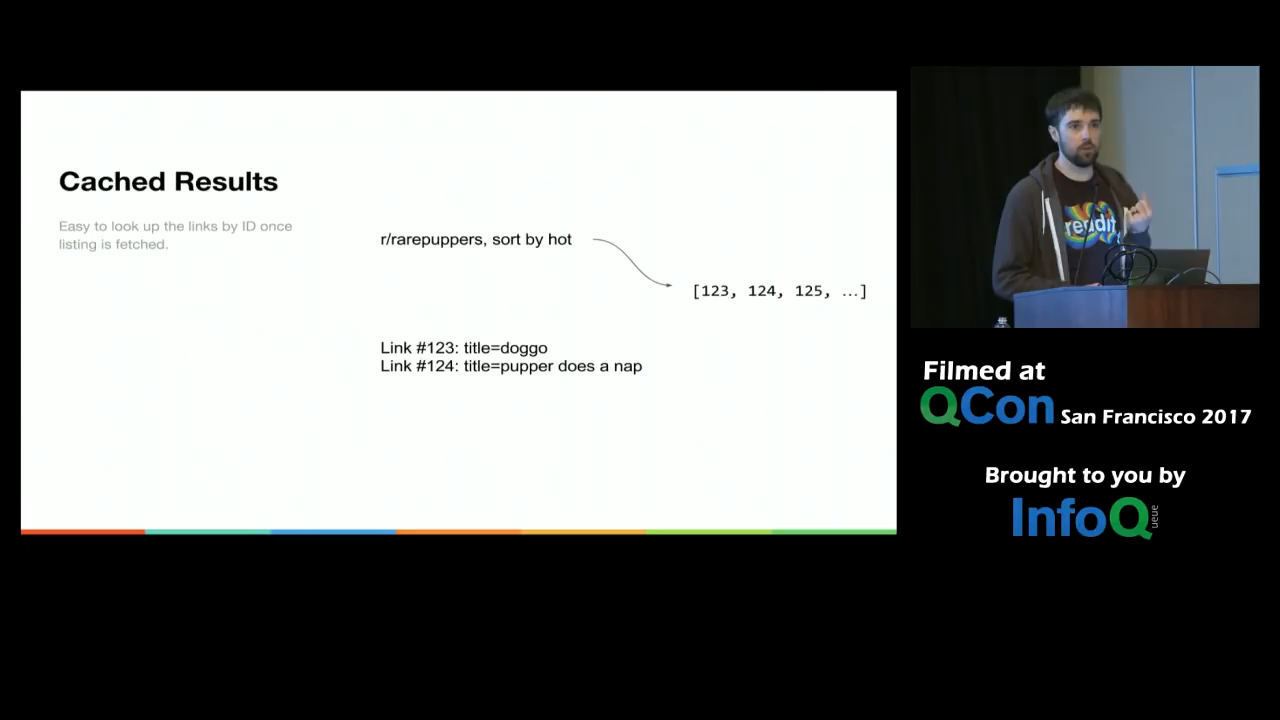 Cached Results
Easy to look up the links by ID once
listing is fetched.
r/rarepuppers, sort by hot
[123, 124, 125, ...]
Link #123: title=doggo
Link #124: title=pupper does a nap
reddit
Filmed at
QCon San Francisco 2017
Brought to you by
InfoQueue